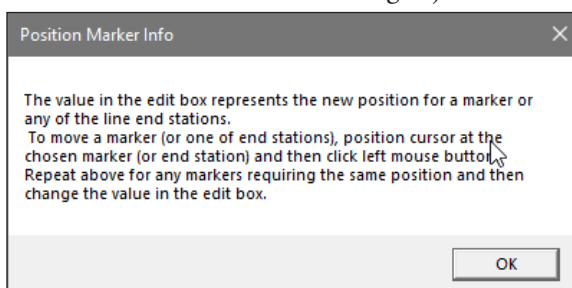 Position Marker Info
The value in the edit box represents the new position for a marker or
any of the line end stations.
To move a marker (or one of end stations), position cursor at the
chosen marker (or end station) and then click left mouse button
Repeat above for any markers requiring the same position and then
change the value in the edit box.
OK